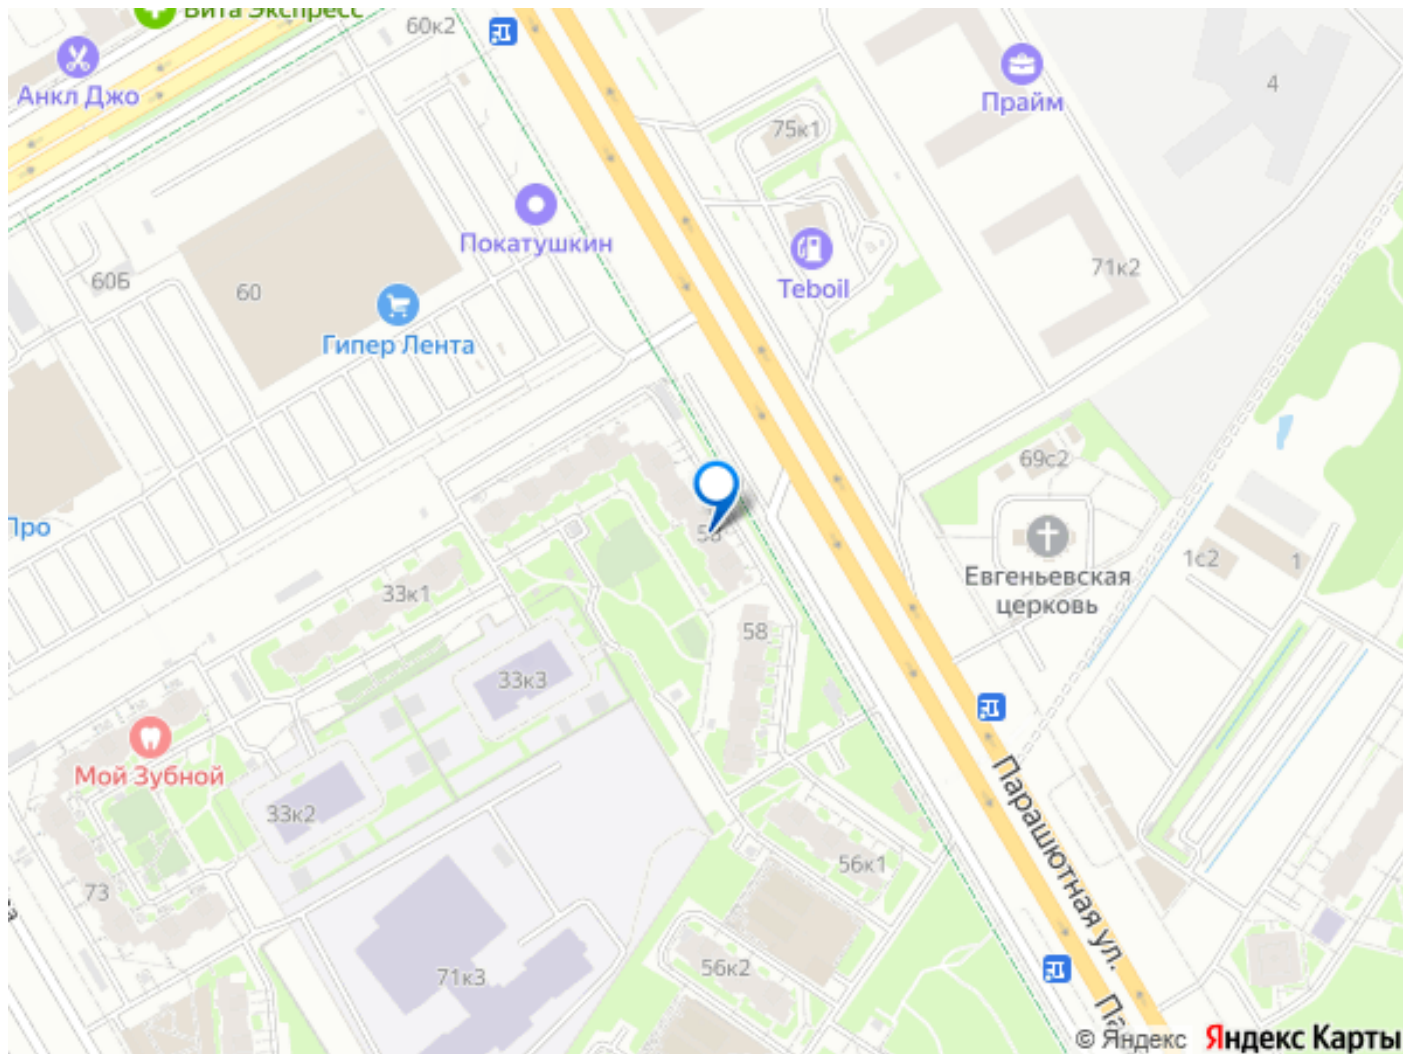 Вита Экспресс
60к2
Анкл Джо
Прайм
4
75к1
Покатушкин
Teboil
60Б
60
71к2
Гипер Лента
69с2
Про
1с2
1
Евгеньевская
церковь
33к1
58
33к3
Мой Зубной
33к2
Парашютная ул.
56к1
73
56к2
71к3
Па
© Яндекс
Яндекс Карты